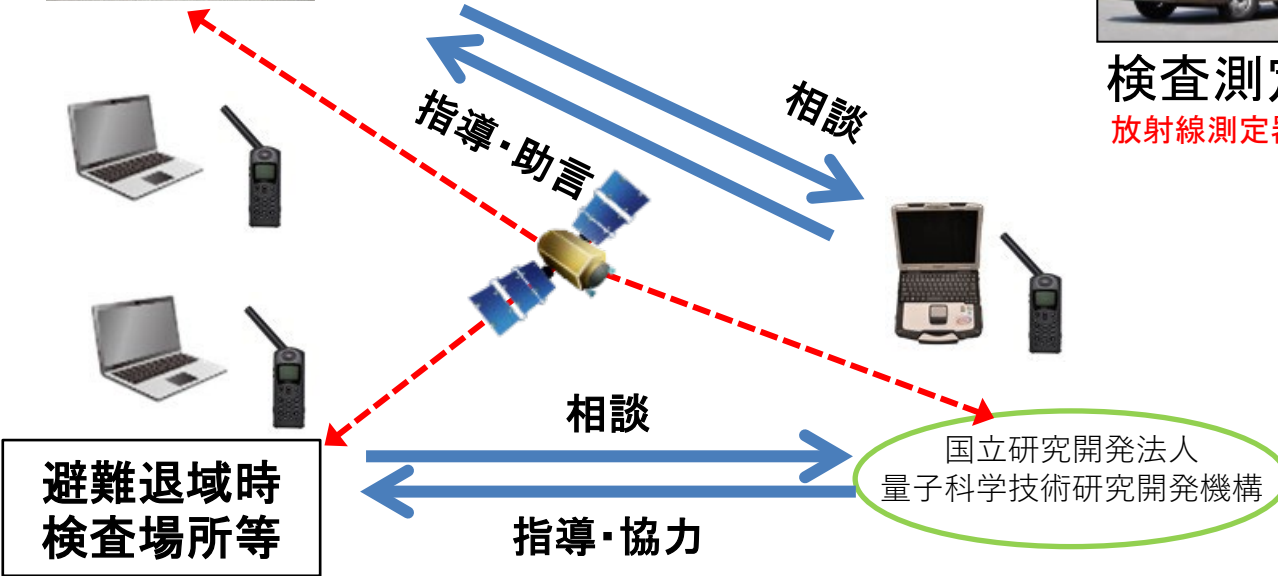 相談
指導・助言
検査測定
放射線測定器
相談
国立研究開発法人
量子科学技術研究開発機構
避難退域時
検査場所等
指導・協力